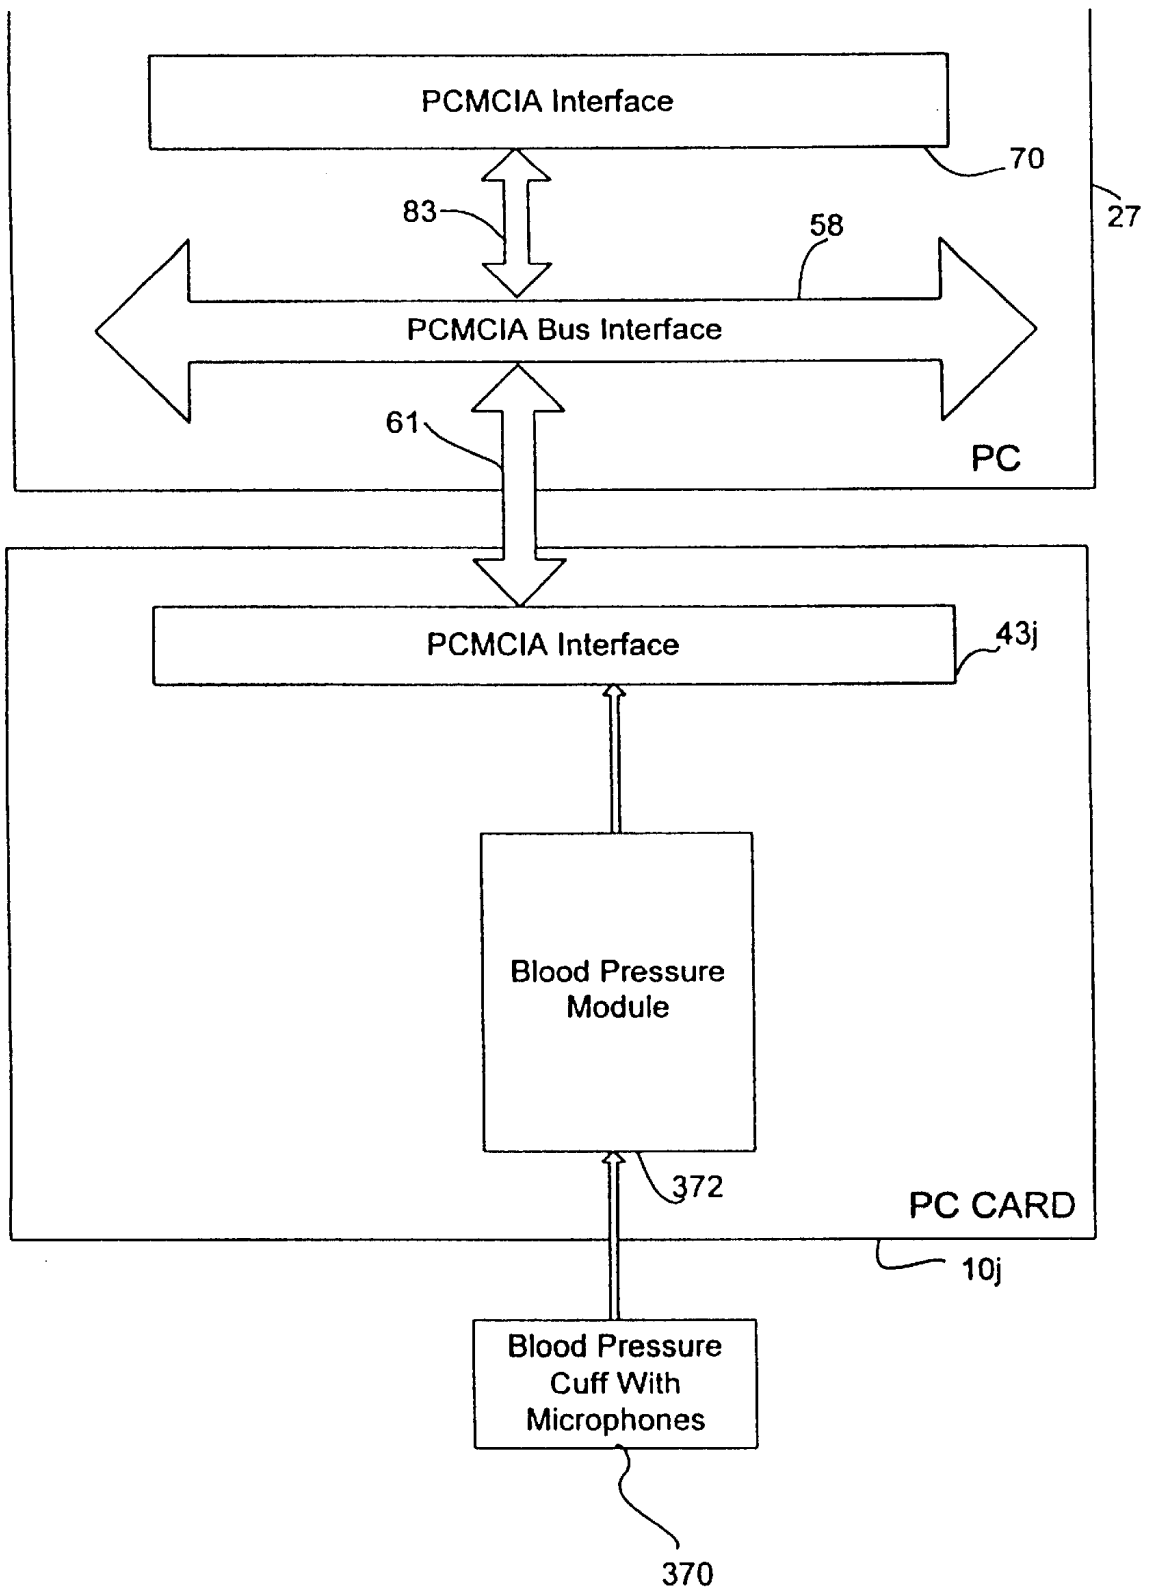 PCMCIA Interface
70
83
27
58
PCMCIA Bus Interface
61
PC
PCMCIA Interface
43j
Blood Pressure
Module
372
PC CARD
10j
Blood Pressure
Cuff With
Microphones
370